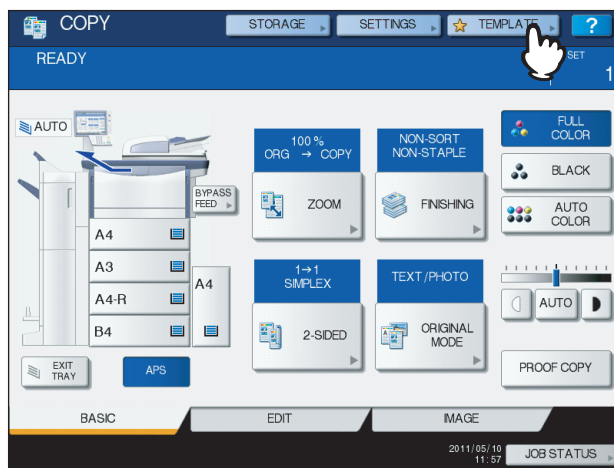 COPY
STORAGE
SETTINGS
TEMPLATE
?
READY
SET
1
AUTO
BYPASS
FEED
A4
A3
A4-R
B4
A4
EXIT
TRAY
APS
100 %
ORG → COPY
ZOOM
NON-SORT
NON-STAPLE
FINISHING
1→1
SIMPLEX
2-SIDED
TEXT/PHOTO
ORIGINAL
MODE
FULL
COLOR
BLACK
AUTO
COLOR
AUTO
PROOF COPY
BASIC
EDIT
IMAGE
2011/05/10
11:57
JOB STATUS